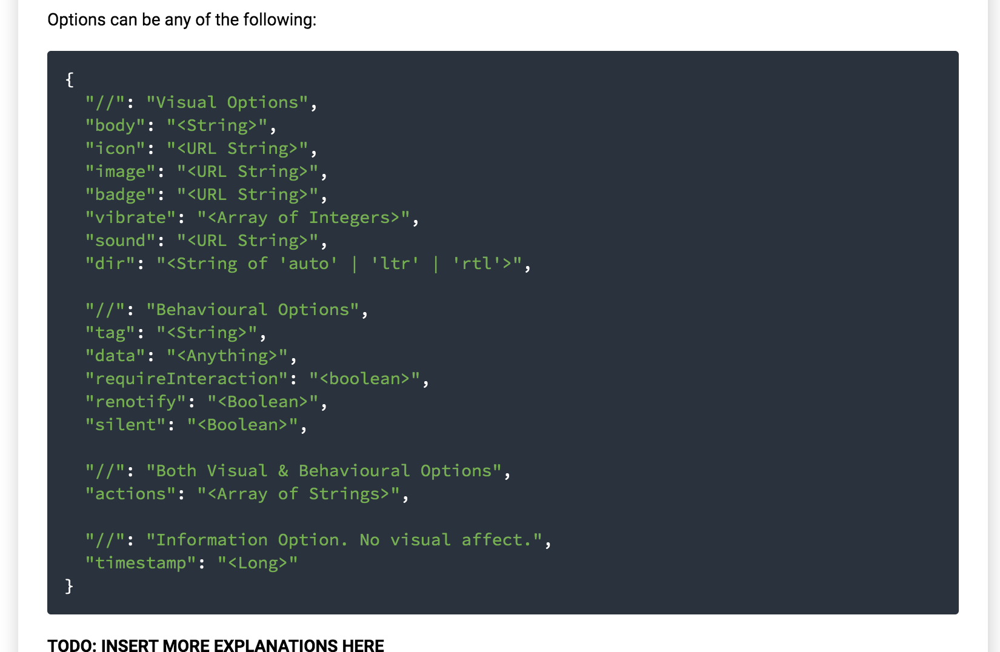 Options can be any of the following:
{
  "//": "Visual Options",
  "body": "<String>",
  "icon": "<URL String>",
  "image": "<URL String>",
  "badge": "<URL String>",
  "vibrate": "<Array of Integers>",
  "sound": "<URL String>",
  "dir": "<String of 'auto' | 'ltr' | 'rtl'>",
  "//": "Behavioural Options",
  "tag": "<String>",
  "data": "<Anything>",
  "requireInteraction": "<boolean>",
  "renotify": "<Boolean>",
  "silent": "<Boolean>",
  "//": "Both Visual & Behavioural Options",
  "actions": "<Array of Strings>",
  "//": "Information Option. No visual affect.",
  "timestamp": "<Long>"
}
TODO: INSERT MORE EXPLANATIONS HERE